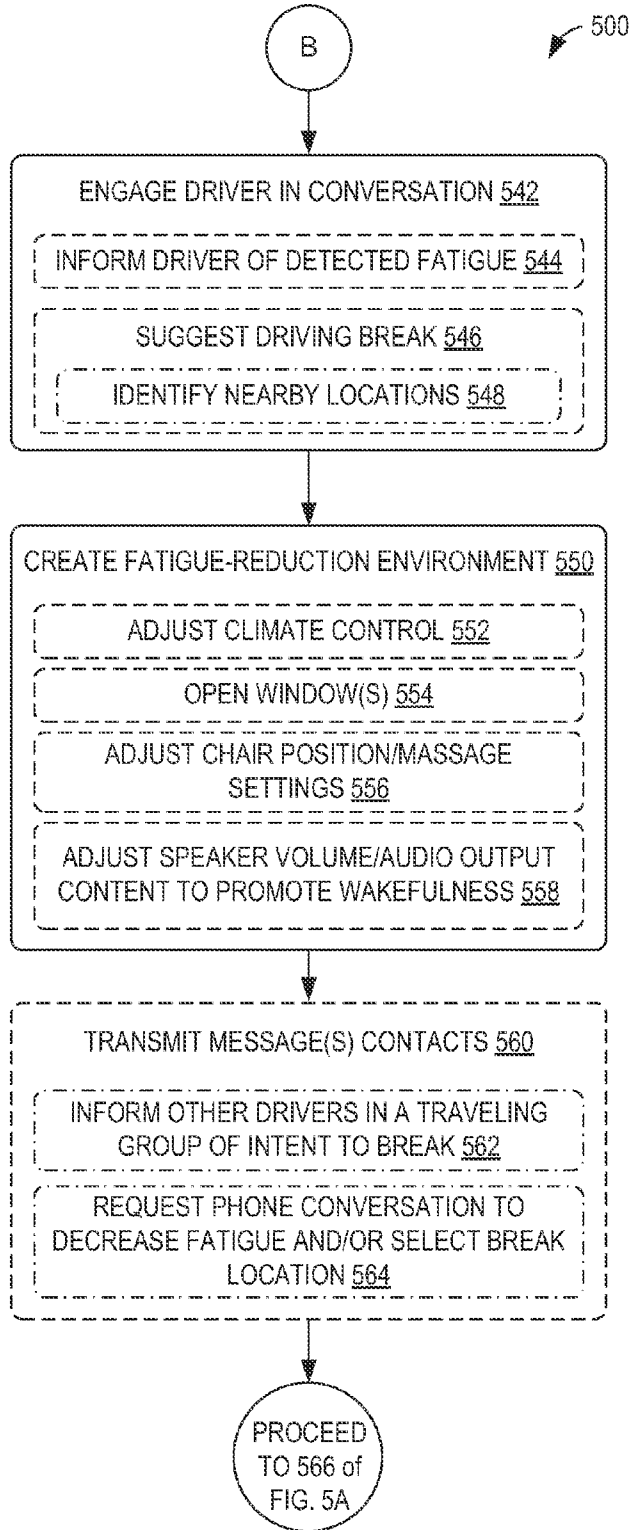 500
B
ENGAGE DRIVER IN CONVERSATION 542
INFORM DRIVER OF DETECTED FATIGUE 544
SUGGEST DRIVING BREAK 546
IDENTIFY NEARBY LOCATIONS 548
CREATE FATIGUE-REDUCTION ENVIRONMENT 550
ADJUST CLIMATE CONTROL 552
OPEN WINDOW(S) 554
ADJUST CHAIR POSITION/MASSAGE
SETTINGS 556
ADJUST SPEAKER VOLUME/AUDIO OUTPUT
CONTENT TO PROMOTE WAKEFULNESS 558
TRANSMIT MESSAGE(S) CONTACTS 560
INFORM OTHER DRIVERS IN A TRAVELING
GROUP OF INTENT TO BREAK 562
REQUEST PHONE CONVERSATION TO
DECREASE FATIGUE AND/OR SELECT BREAK
LOCATION 564
PROCEED
TO 566 of
FIG. 5A